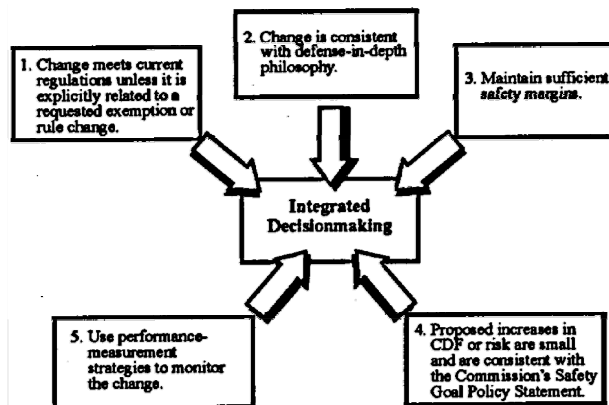 1. Change meets current
regulations unless it is
explicitly related to a
requested exemption or
rule change.
2. Change is consistent
with defense-in-depth
philosophy.
3. Maintain sufficient
safety margins.
Integrated
Decisionmaking
5. Use performance-
measurement
strategies to monitor
the change.
4. Proposed increases in
CDF or risk are small
and are consistent with
the Commission's Safety
Goal Policy Statement.